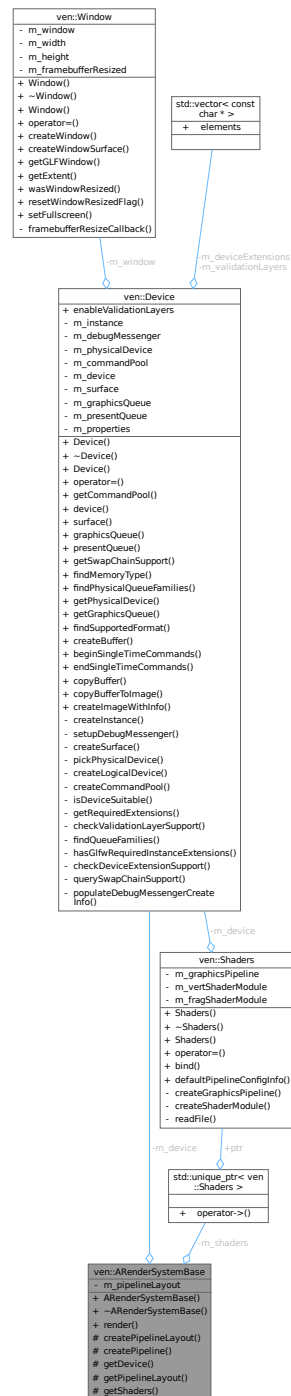 ven::Window
- m_window
- m_width
- m_height
- m_framebufferResized
+ Window()
+ ~Window()
+ Window()
+ operator=()
+ createWindow()
+ createWindowSurface()
+ getGLFWindow()
+ getExtent()
+ wasWindowResized()
+ resetWindowResizedFlag()
+ setFullscreen()
- framebufferResizeCallback()
std::vector< const
char * >
+ elements
-m_window
-m_deviceExtensions
-m_validationLayers
ven::Device
+ enableValidationLayers
- m_instance
- m_debugMessenger
- m_physicalDevice
- m_commandPool
- m_device
- m_surface
- m_graphicsQueue
- m_presentQueue
- m_properties
+ Device()
+ ~Device()
+ Device()
+ operator=()
+ getCommandPool()
+ device()
+ surface()
+ graphicsQueue()
+ presentQueue()
+ getSwapChainSupport()
+ findMemoryType()
+ findPhysicalQueueFamilies()
+ getPhysicalDevice()
+ getGraphicsQueue()
+ findSupportedFormat()
+ createBuffer()
+ beginSingleTimeCommands()
+ endSingleTimeCommands()
+ copyBuffer()
+ copyBufferToImage()
+ createImageWithInfo()
- createInstance()
- setupDebugMessenger()
- createSurface()
- pickPhysicalDevice()
- createLogicalDevice()
- createCommandPool()
- isDeviceSuitable()
- getRequiredExtensions()
- checkValidationLayerSupport()
- findQueueFamilies()
- hasGlfwRequiredInstanceExtensions()
- checkDeviceExtensionSupport()
- querySwapChainSupport()
- populateDebugMessengerCreate
Info()
-m_device
ven::Shaders
- m_graphicsPipeline
- m_vertShaderModule
- m_fragShaderModule
+ Shaders()
+ ~Shaders()
+ Shaders()
+ operator=()
+ bind()
+ defaultPipelineConfigInfo()
- createGraphicsPipeline()
- createShaderModule()
- readFile()
-m_device
+ptr
std::unique_ptr< ven
::Shaders >
+ operator->()
-m_shaders
ven::ARenderSystemBase
- m_pipelineLayout
+ ARenderSystemBase()
+ ~ARenderSystemBase()
+ render()
# createPipelineLayout()
# createPipeline()
# getDevice()
# getPipelineLayout()
# getShaders()